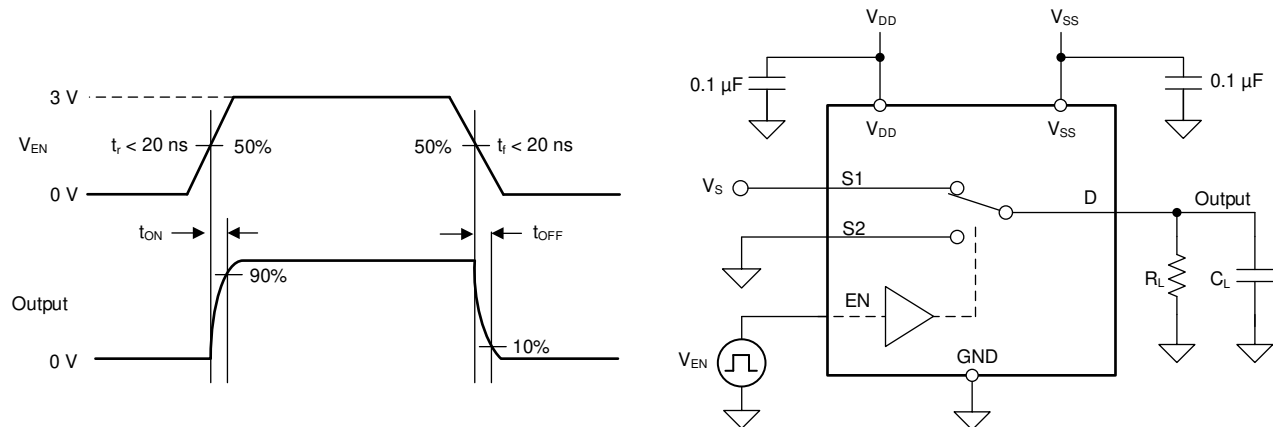 3 V
V_EN
t_r < 20 ns
50%
50%
t_f < 20 ns
0 V
t_ON
t_OFF
90%
Output
10%
0 V
V_DD
V_SS
0.1 µF
0.1 µF
V_DD
V_SS
V_S
S1
D
Output
S2
R_L
C_L
EN
V_EN
GND